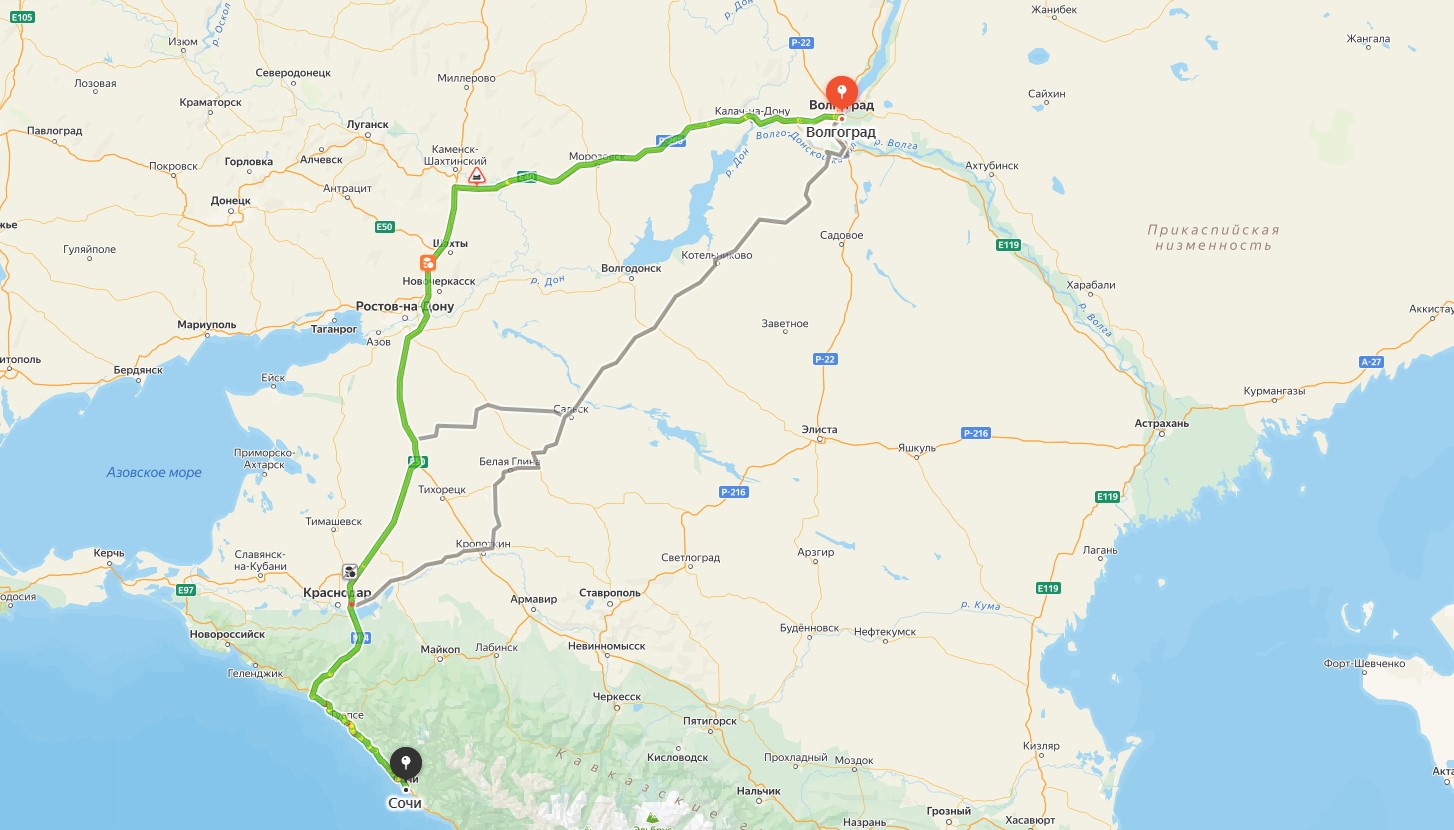 E105
р. Оскол
р. Дон
Жанибек
Изюм
Р-22
Жангала
Северодонецк
Миллерово
Лозовая
Сайхин
Краматорск
Калач-на-Дону
Волгоград
Волгоград
Павлоград
Луганск
Волго-Донской
р. Волга
Каменск-
Шахтинский
Морозовск
Покровск
Горловка
Алчевск
р. Дон
Ахтубинск
Антрацит
E40
Донецк
E50
Садовое
E119
Прикаспийская
низменность
Гуляйполе
Шахты
Котельниково
Новочеркасск
р. Дон
Волгодонск
Харабали
Ростов-на-Дону
р. Волга
Мариуполь
Таганрог
Азов
Заветное
Р-22
А-27
Бердянск
Ейск
Курмангазы
Сальск
Астрахань
Элиста
Р-216
Яшкуль
Приморско-
Ахтарск
Азовское море
Белая Глина
Тихорецк
Р-216
E119
Тимашевск
Кропоткин
Керчь
Славянск-
на-Кубани
Светлоград
Арзгир
Лагань
E97
Краснодар
Армавир
Ставрополь
р. Кума
E119
Новороссийск
Будённовск
Нефтекумск
Майкоп
Лабинск
Невинномысск
Геленджик
Форт-Шевченко
Черкесск
Туапсе
Пятигорск
Кисловодск
Прохладный
Моздок
Кизляр
Кавказские
Сочи
Нальчик
Грозный
Хасавюрт
Назрань
Эльбрус